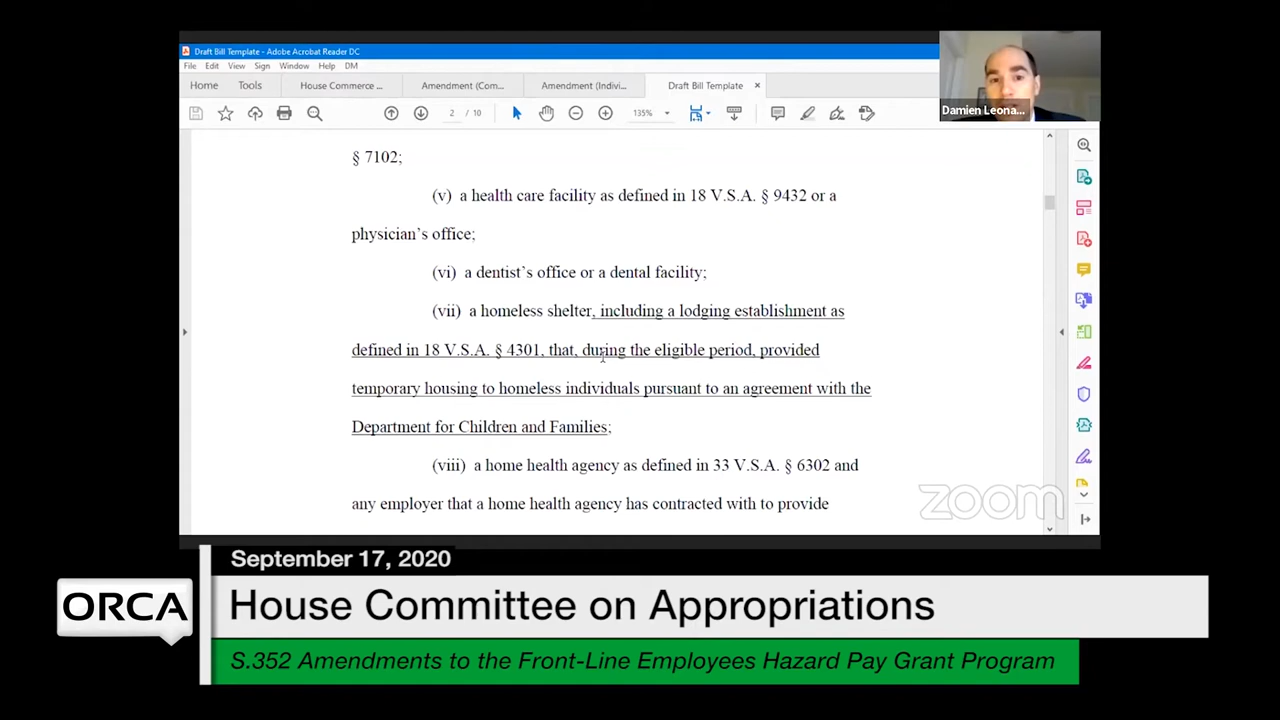 Draft Bill Template - Adobe Acrobat Reader DC
File Edit View Sign Window Help DM
Home Tools House Commerce ... Amendment (Com... Amendment (Indivi... Draft Bill Template ×
2 / 10 135%
Damien Leona...
§ 7102;
(v) a health care facility as defined in 18 V.S.A. § 9432 or a
physician's office;
(vi) a dentist's office or a dental facility;
(vii) a homeless shelter, including a lodging establishment as
defined in 18 V.S.A. § 4301, that, during the eligible period, provided
temporary housing to homeless individuals pursuant to an agreement with the
Department for Children and Families;
(viii) a home health agency as defined in 33 V.S.A. § 6302 and
any employer that a home health agency has contracted with to provide
zoom
September 17, 2020
ORCA
House Committee on Appropriations
S.352 Amendments to the Front-Line Employees Hazard Pay Grant Program